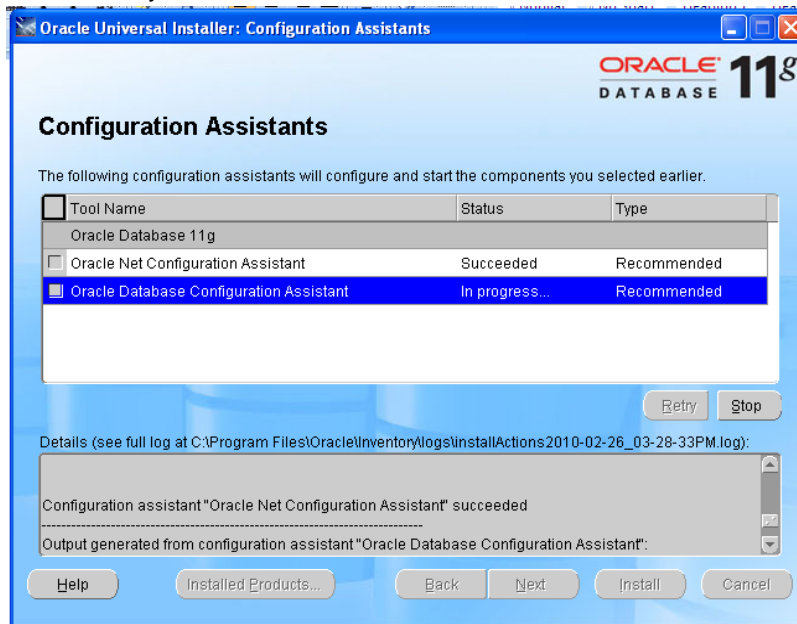 Oracle Universal Installer: Configuration Assistants
ORACLE 11g
DATABASE
Configuration Assistants
The following configuration assistants will configure and start the components you selected earlier.
Tool Name Status Type
Oracle Database 11g
Oracle Net Configuration Assistant Succeeded Recommended
Oracle Database Configuration Assistant In progress... Recommended
Retry Stop
Details (see full log at C:\Program Files\Oracle\Inventory\logs\installActions2010-02-26_03-28-33PM.log):
Configuration assistant "Oracle Net Configuration Assistant" succeeded
-----------------------------------------------------------------------------
Output generated from configuration assistant "Oracle Database Configuration Assistant":
Help Installed Products... Back Next Install Cancel